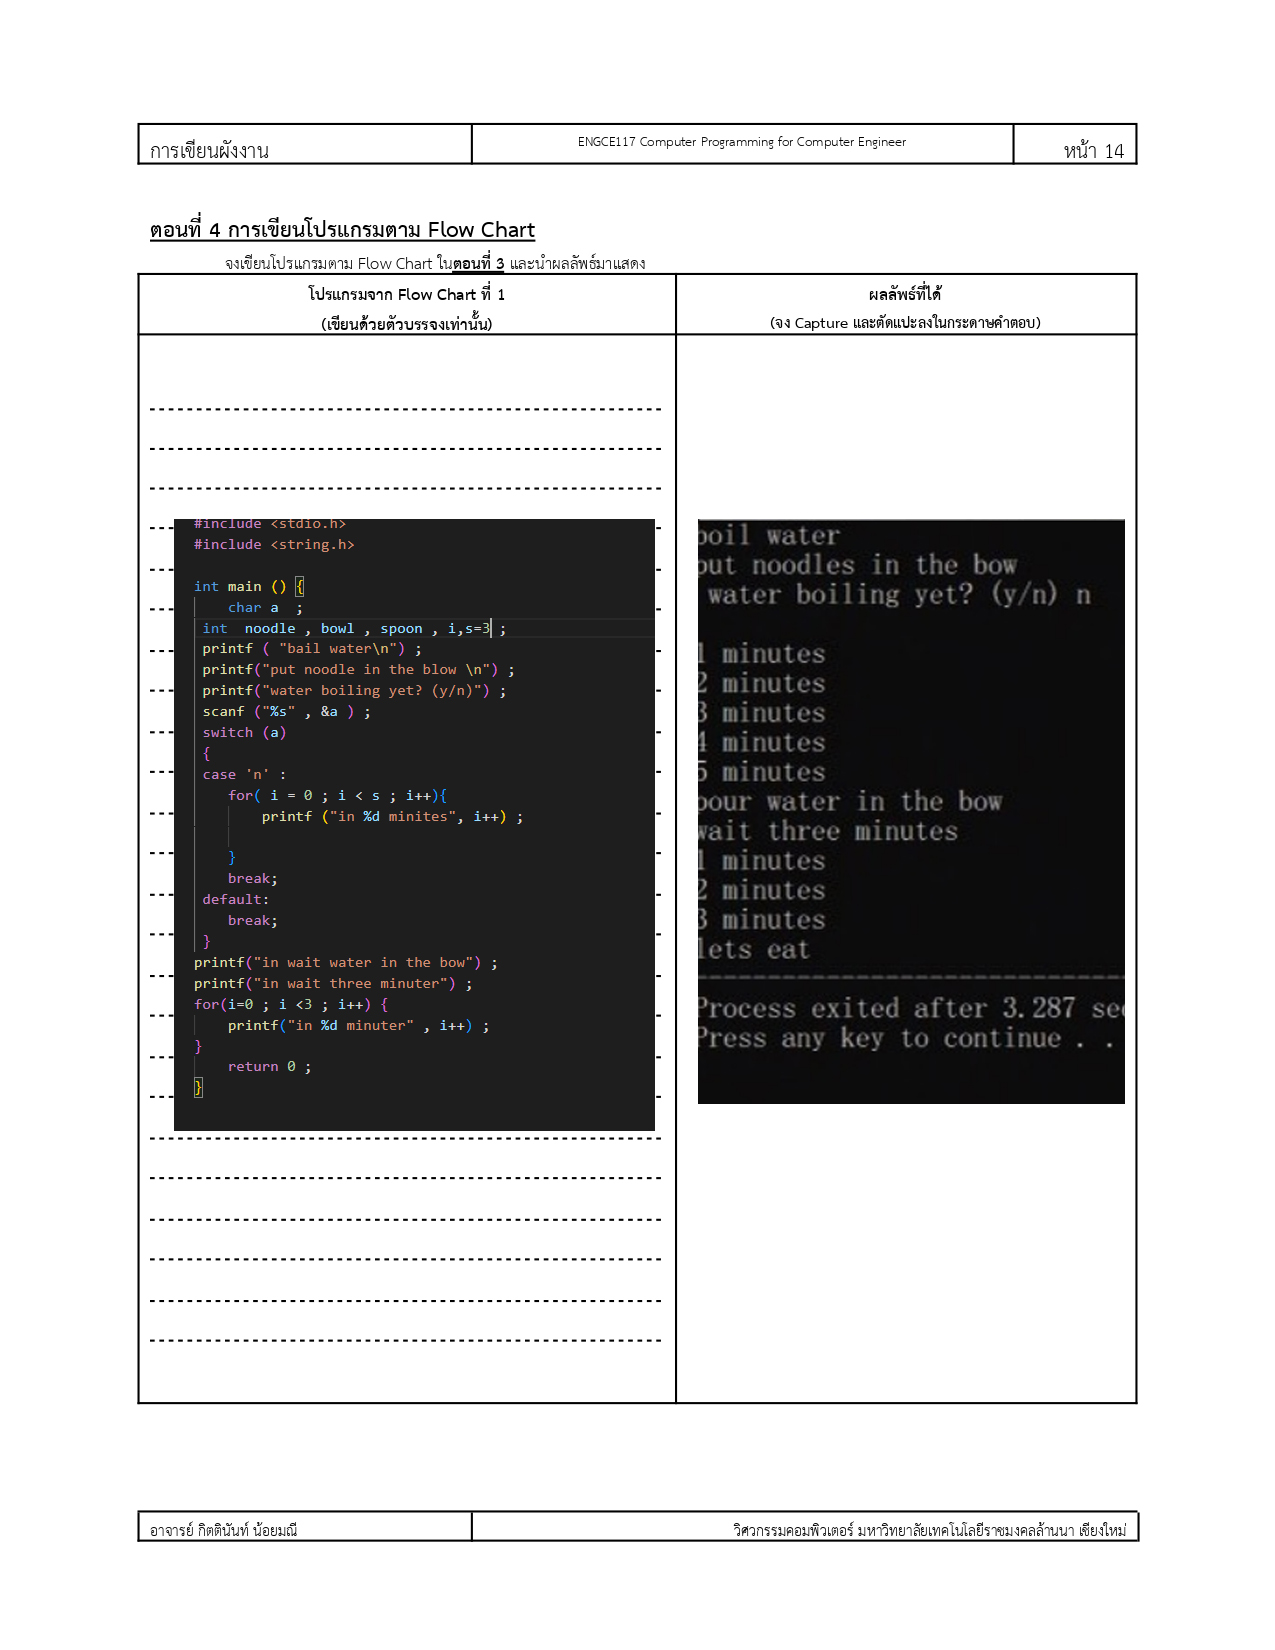 การเขียนผังงาน
ENGCE117 Computer Programming for Computer Engineer
หน้า 14
ตอนที่ 4 การเขียนโปรแกรมตาม Flow Chart
จงเขียนโปรแกรมตาม Flow Chart ในตอนที่ 3 และนำผลลัพธ์มาแสดง
โปรแกรมจาก Flow Chart ที่ 1
(เขียนด้วยตัวบรรจงเท่านั้น)
ผลลัพธ์ที่ได้
(จง Capture และตัดแปะลงในกระดาษคำตอบ)
#include <stdio.h>
#include <string.h>
int main () {
char a  ;
int  noodle , bowl , spoon , i,s=3 ;
printf ( "bail water\n") ;
printf("put noodle in the blow \n") ;
printf("water boiling yet? (y/n)") ;
scanf ("%s" , &a ) ;
switch (a)
{
case 'n' :
for( i = 0 ; i < s ; i++){
printf ("in %d minites", i++) ;
}
break;
default:
break;
}
printf("in wait water in the bow") ;
printf("in wait three minuter") ;
for(i=0 ; i <3 ; i++) {
printf("in %d minuter" , i++) ;
}
return 0 ;
}
boil water
put noodles in the bow
water boiling yet? (y/n) n
1 minutes
2 minutes
3 minutes
4 minutes
5 minutes
pour water in the bow
wait three minutes
1 minutes
2 minutes
3 minutes
lets eat
--------------------------------
Process exited after 3.287 sec
Press any key to continue . .
อาจารย์ กิตตินันท์ น้อยมณี
วิศวกรรมคอมพิวเตอร์ มหาวิทยาลัยเทคโนโลยีราชมงคลล้านนา เชียงใหม่